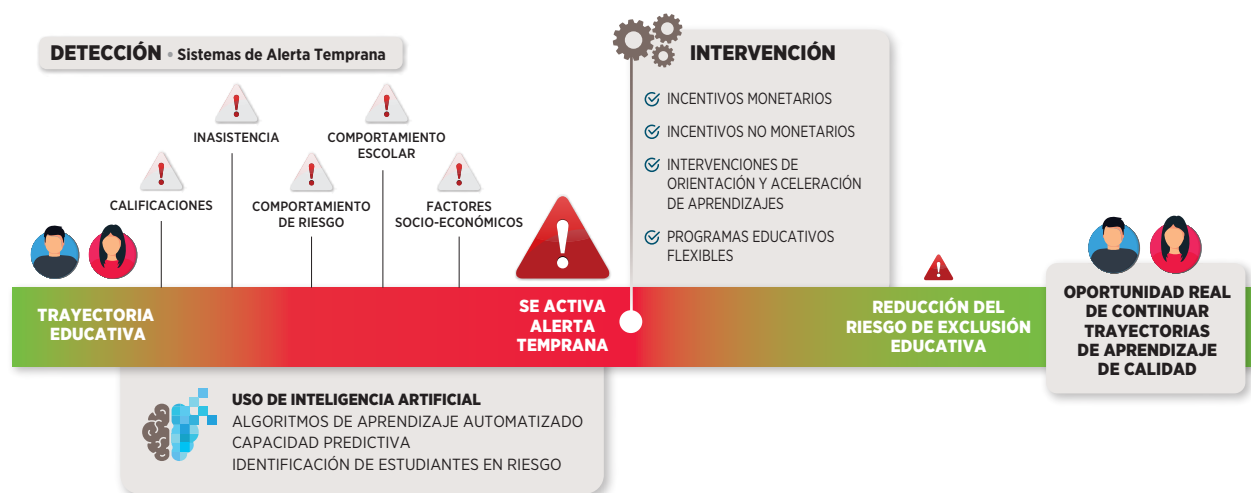 DETECCIÓN • Sistemas de Alerta Temprana
INASISTENCIA
COMPORTAMIENTO
ESCOLAR
CALIFICACIONES
COMPORTAMIENTO
DE RIESGO
FACTORES
SOCIO-ECONÓMICOS
INTERVENCIÓN
INCENTIVOS MONETARIOS
INCENTIVOS NO MONETARIOS
INTERVENCIONES DE
ORIENTACIÓN Y ACELERACIÓN
DE APRENDIZAJES
PROGRAMAS EDUCATIVOS
FLEXIBLES
TRAYECTORIA
EDUCATIVA
SE ACTIVA
ALERTA
TEMPRANA
REDUCCIÓN DEL
RIESGO DE EXCLUSIÓN
EDUCATIVA
OPORTUNIDAD REAL
DE CONTINUAR
TRAYECTORIAS
DE APRENDIZAJE
DE CALIDAD
USO DE INTELIGENCIA ARTIFICIAL
ALGORITMOS DE APRENDIZAJE AUTOMATIZADO
CAPACIDAD PREDICTIVA
IDENTIFICACIÓN DE ESTUDIANTES EN RIESGO